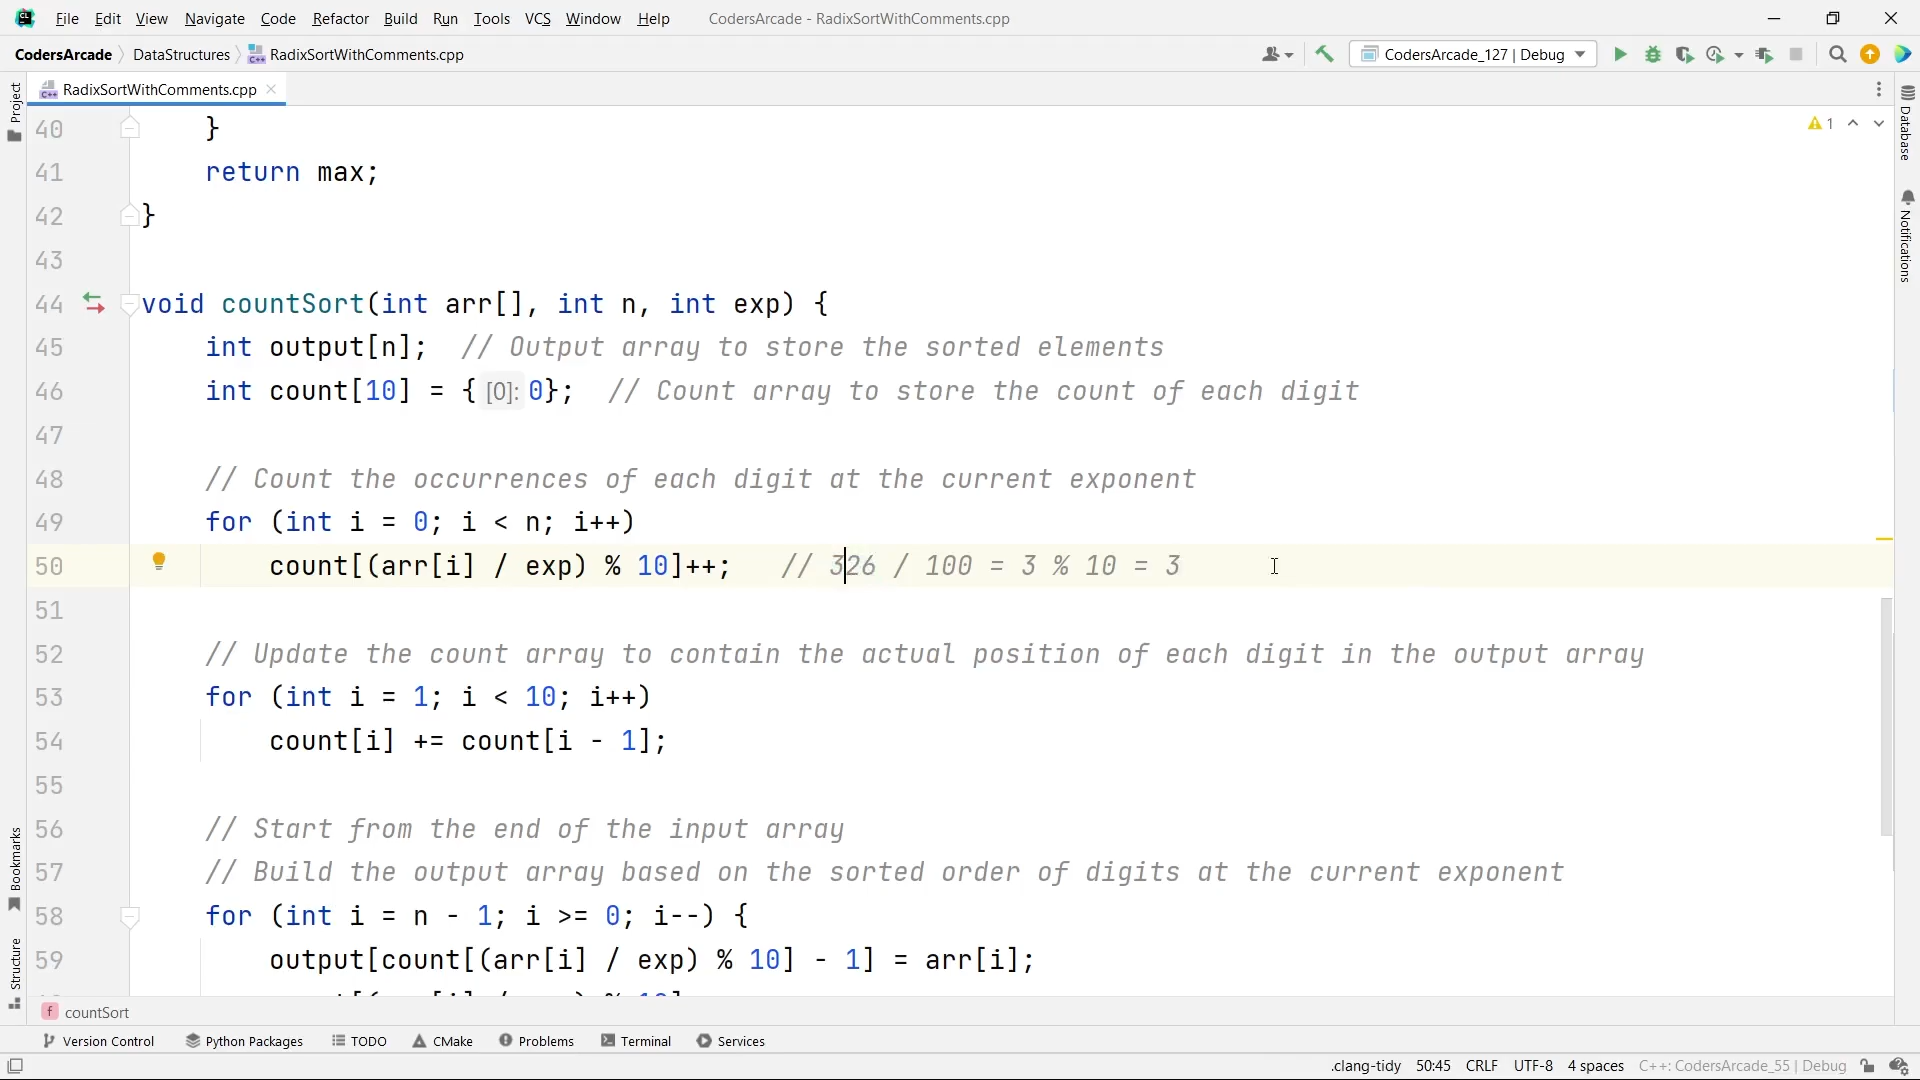 File Edit View Navigate Code Refactor Build Run Tools VCS Window Help CodersArcade - RadixSortWithComments.cpp
CodersArcade DataStructures RadixSortWithComments.cpp CodersArcade_127 | Debug
RadixSortWithComments.cpp
Project
Database
Notifications
Bookmarks
Structure
1
40 }
41 return max;
42 }
43
44 void countSort(int arr[], int n, int exp) {
45 int output[n]; // Output array to store the sorted elements
46 int count[10] = {[0]: 0}; // Count array to store the count of each digit
47
48 // Count the occurrences of each digit at the current exponent
49 for (int i = 0; i < n; i++)
50 count[(arr[i] / exp) % 10]++; // 326 / 100 = 3 % 10 = 3
51
52 // Update the count array to contain the actual position of each digit in the output array
53 for (int i = 1; i < 10; i++)
54 count[i] += count[i - 1];
55
56 // Start from the end of the input array
57 // Build the output array based on the sorted order of digits at the current exponent
58 for (int i = n - 1; i >= 0; i--) {
59 output[count[(arr[i] / exp) % 10] - 1] = arr[i];
f countSort
Version Control Python Packages TODO CMake Problems Terminal Services
.clang-tidy 50:45 CRLF UTF-8 4 spaces C++: CodersArcade_55 | Debug